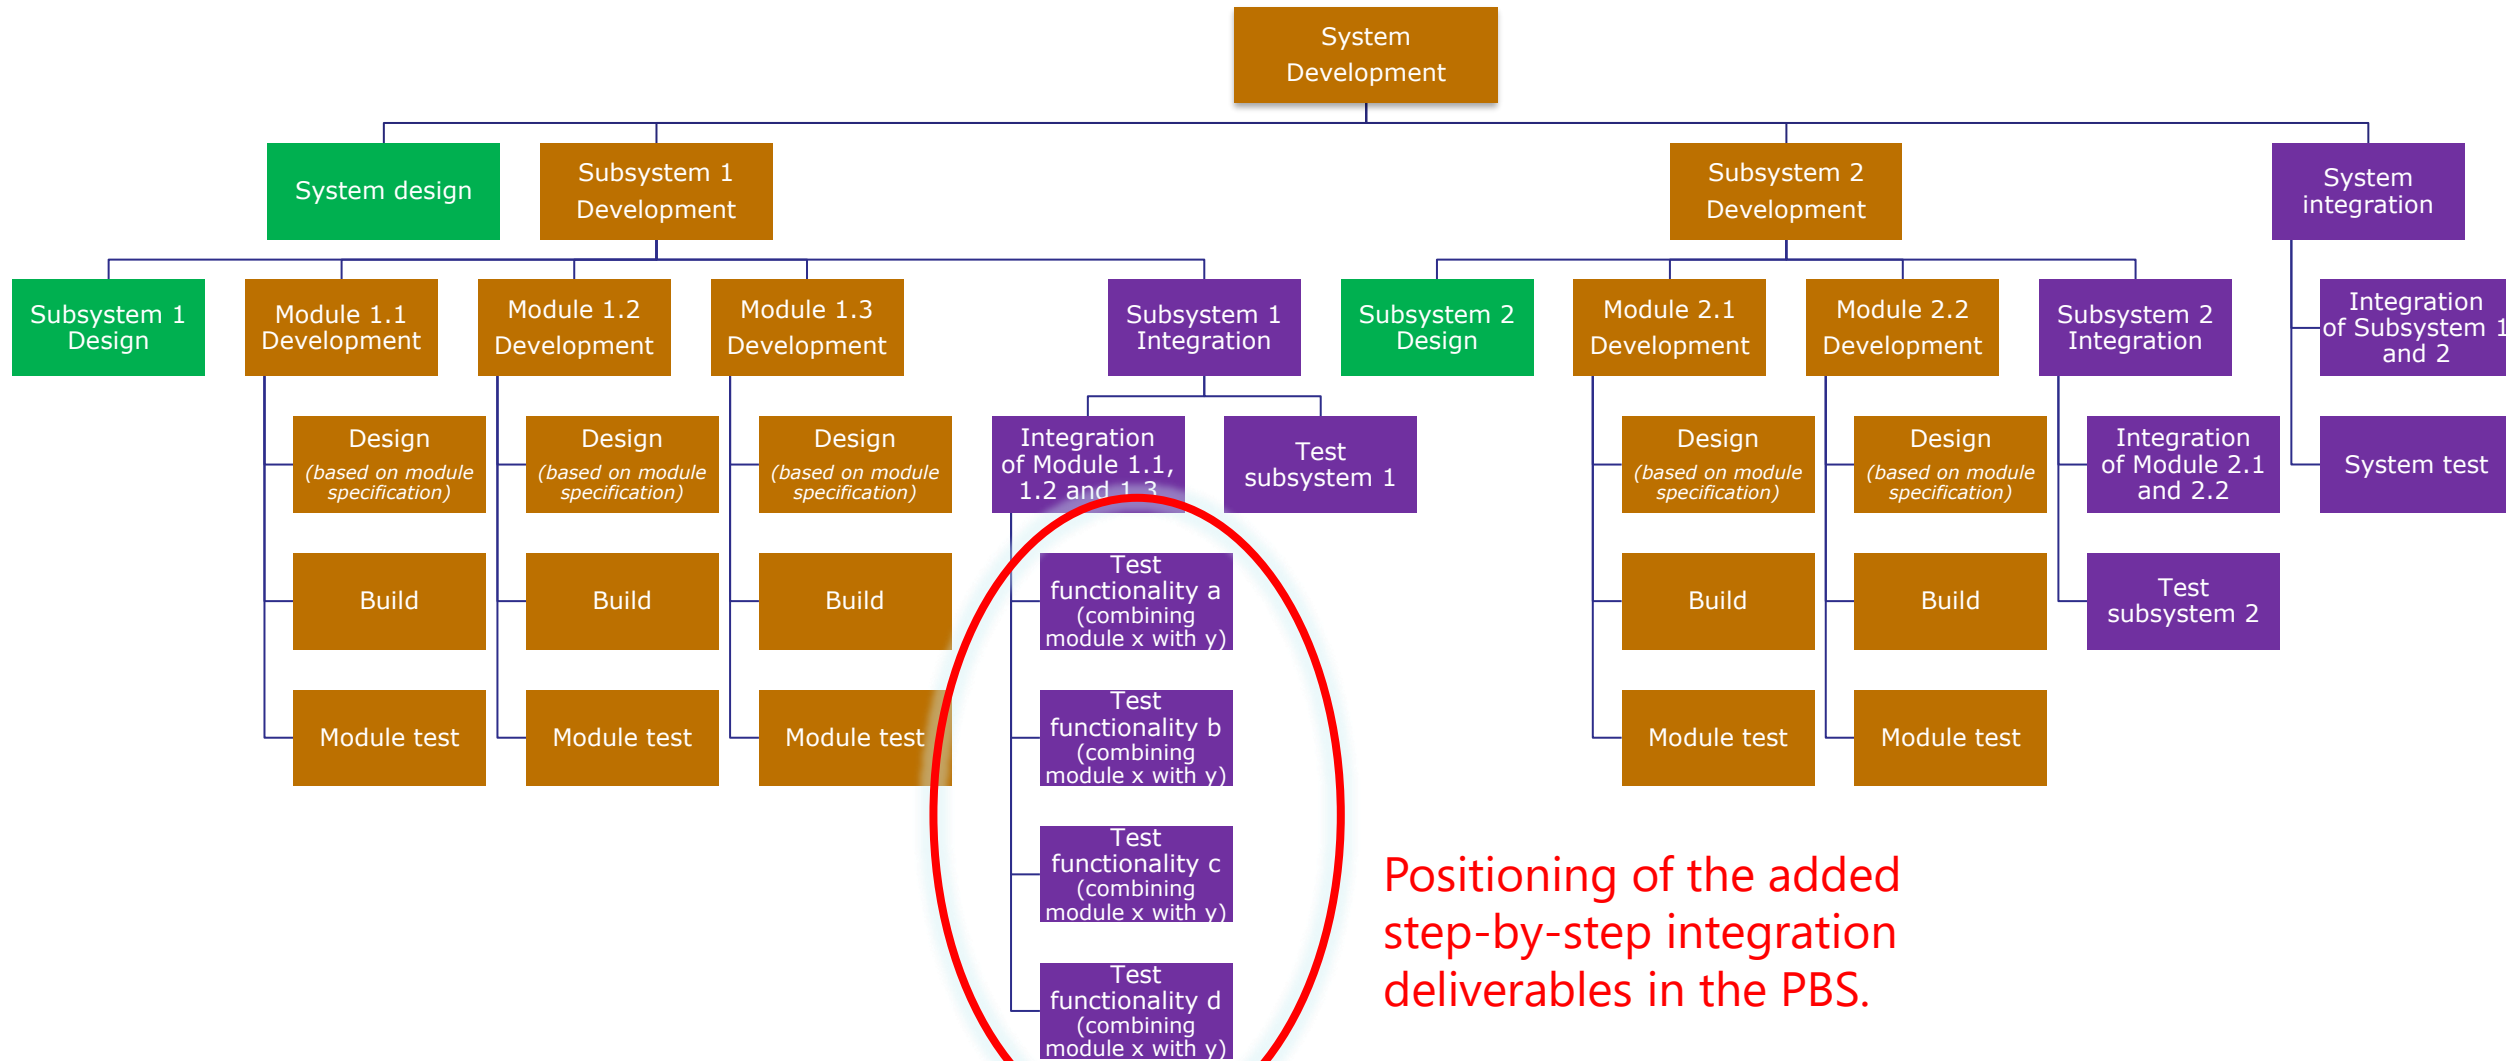 System
Development
System design
Subsystem 1
Development
Subsystem 2
Development
System
integration
Subsystem 1
Design
Module 1.1
Development
Module 1.2
Development
Module 1.3
Development
Subsystem 1
Integration
Subsystem 2
Design
Module 2.1
Development
Module 2.2
Development
Subsystem 2
Integration
Integration
of Subsystem 1
and 2
Design
(based on module
specification)
Design
(based on module
specification)
Design
(based on module
specification)
Integration
of Module 1.1,
1.2 and 1.3
Test
subsystem 1
Design
(based on module
specification)
Design
(based on module
specification)
Integration
of Module 2.1
and 2.2
System test
Build
Build
Build
Test
functionality a
(combining
module x with y)
Build
Build
Test
subsystem 2
Module test
Module test
Module test
Test
functionality b
(combining
module x with y)
Module test
Module test
Test
functionality c
(combining
module x with y)
Test
functionality d
(combining
module x with y)
Positioning of the added
step-by-step integration
deliverables in the PBS.